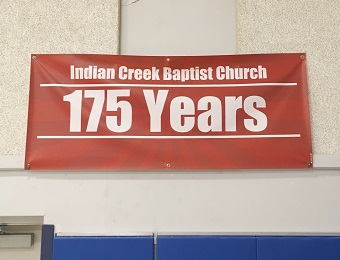 Indian Creek Baptist Church
175 Years